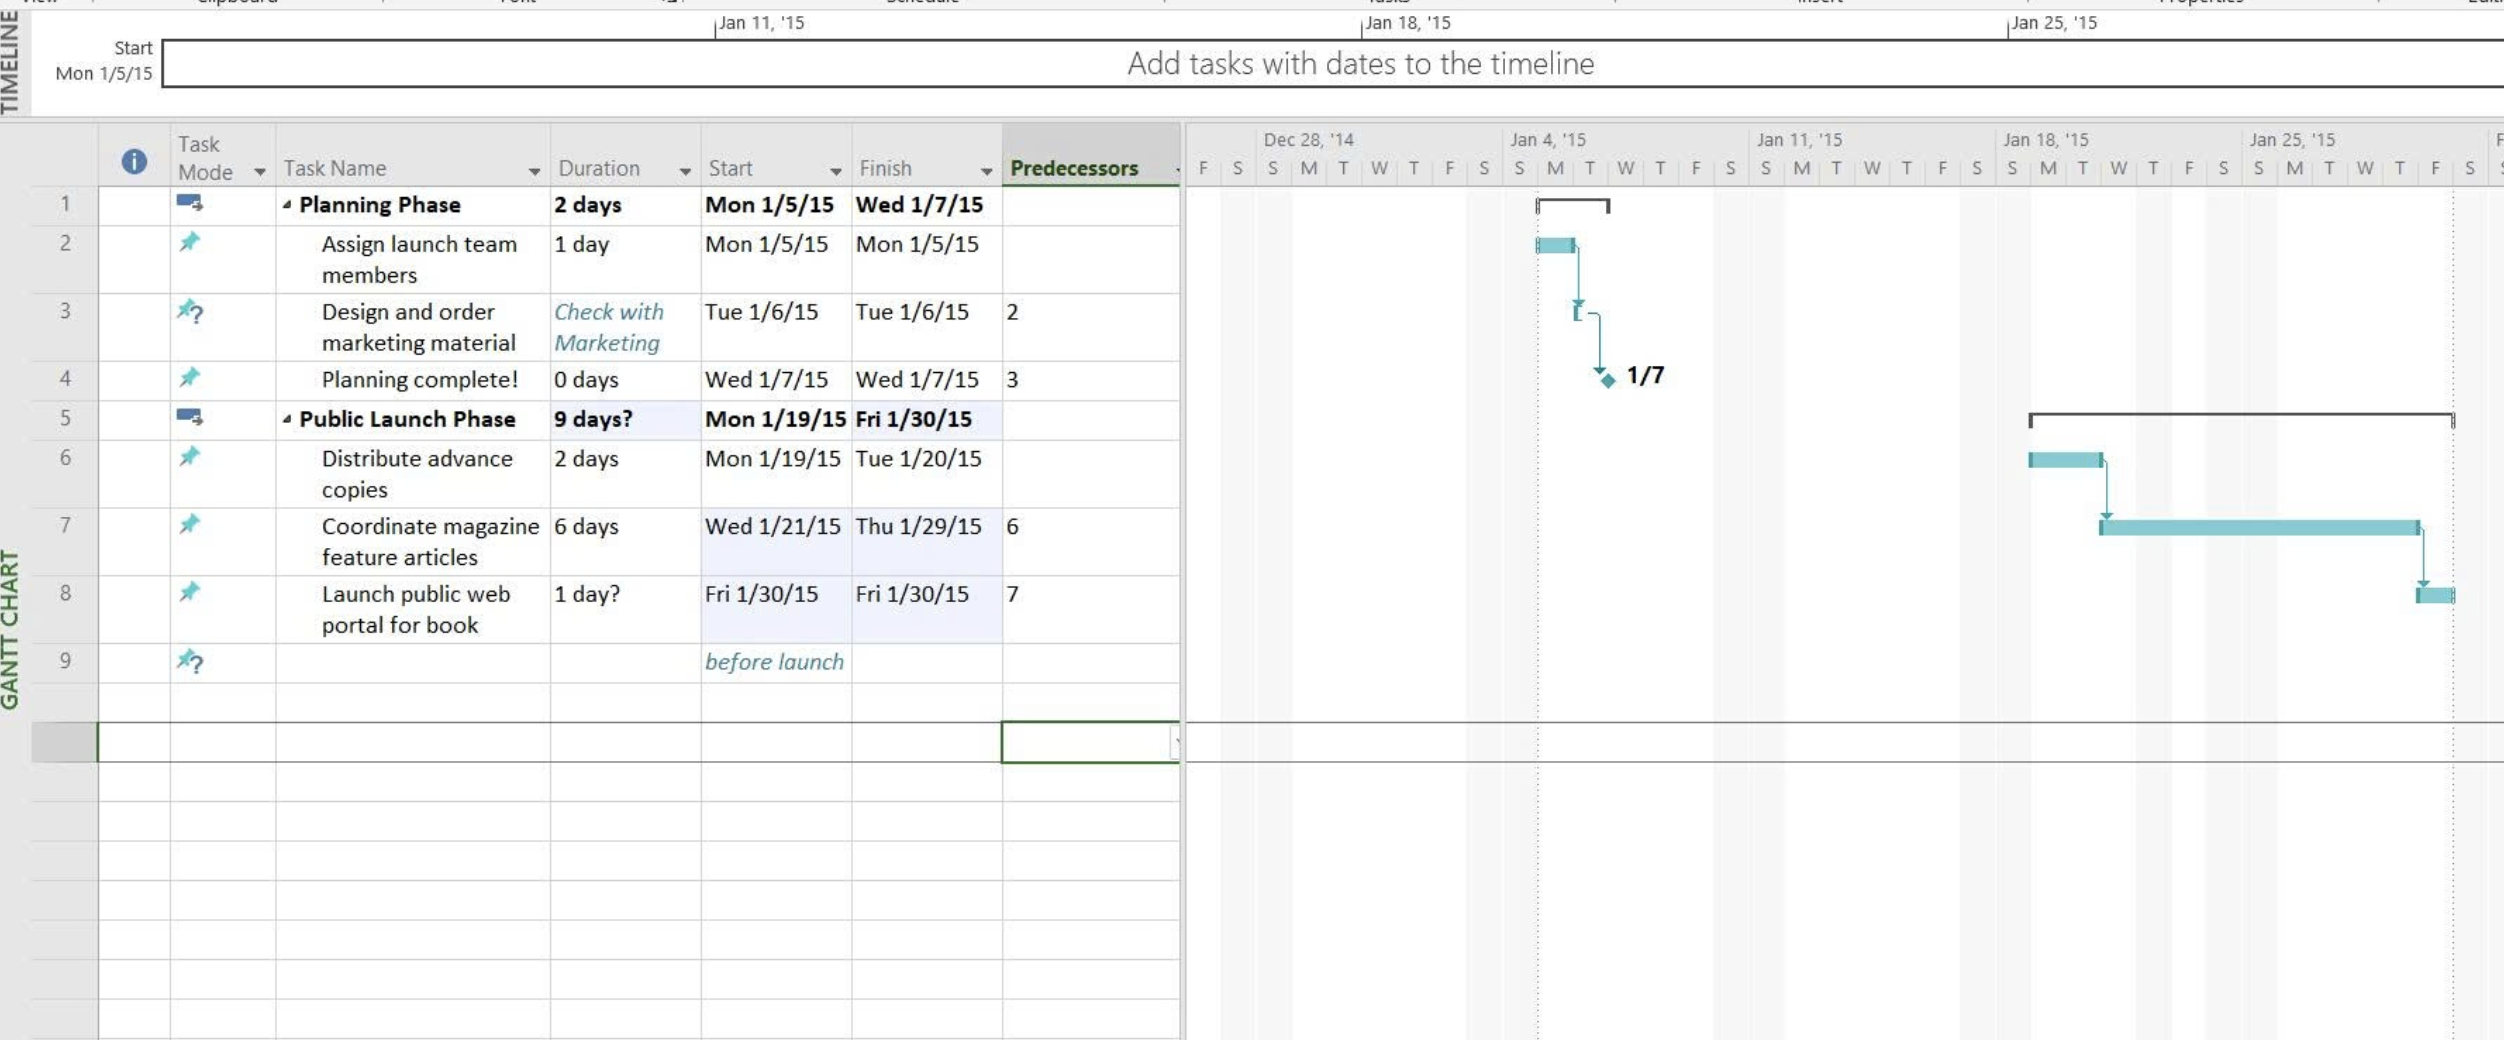 View Clipboard Font Schedule Tasks Insert Properties
Jan 11, '15 Jan 18, '15 Jan 25, '15
TIMELINE
Start
Mon 1/5/15
Add tasks with dates to the timeline
Task Mode Task Name Duration Start Finish Predecessors
Dec 28, '14 Jan 4, '15 Jan 11, '15 Jan 18, '15 Jan 25, '15 F
F S S M T W T F S S M T W T F S S M T W T F S S M T W T F S S M T W T F S S
1 Planning Phase 2 days Mon 1/5/15 Wed 1/7/15
2 Assign launch team 1 day Mon 1/5/15 Mon 1/5/15
members
3 Design and order Check with Tue 1/6/15 Tue 1/6/15 2
marketing material Marketing
4 Planning complete! 0 days Wed 1/7/15 Wed 1/7/15 3 1/7
5 Public Launch Phase 9 days? Mon 1/19/15 Fri 1/30/15
6 Distribute advance 2 days Mon 1/19/15 Tue 1/20/15
copies
7 Coordinate magazine 6 days Wed 1/21/15 Thu 1/29/15 6
feature articles
8 Launch public web 1 day? Fri 1/30/15 Fri 1/30/15 7
portal for book
9 before launch
GANTT CHART